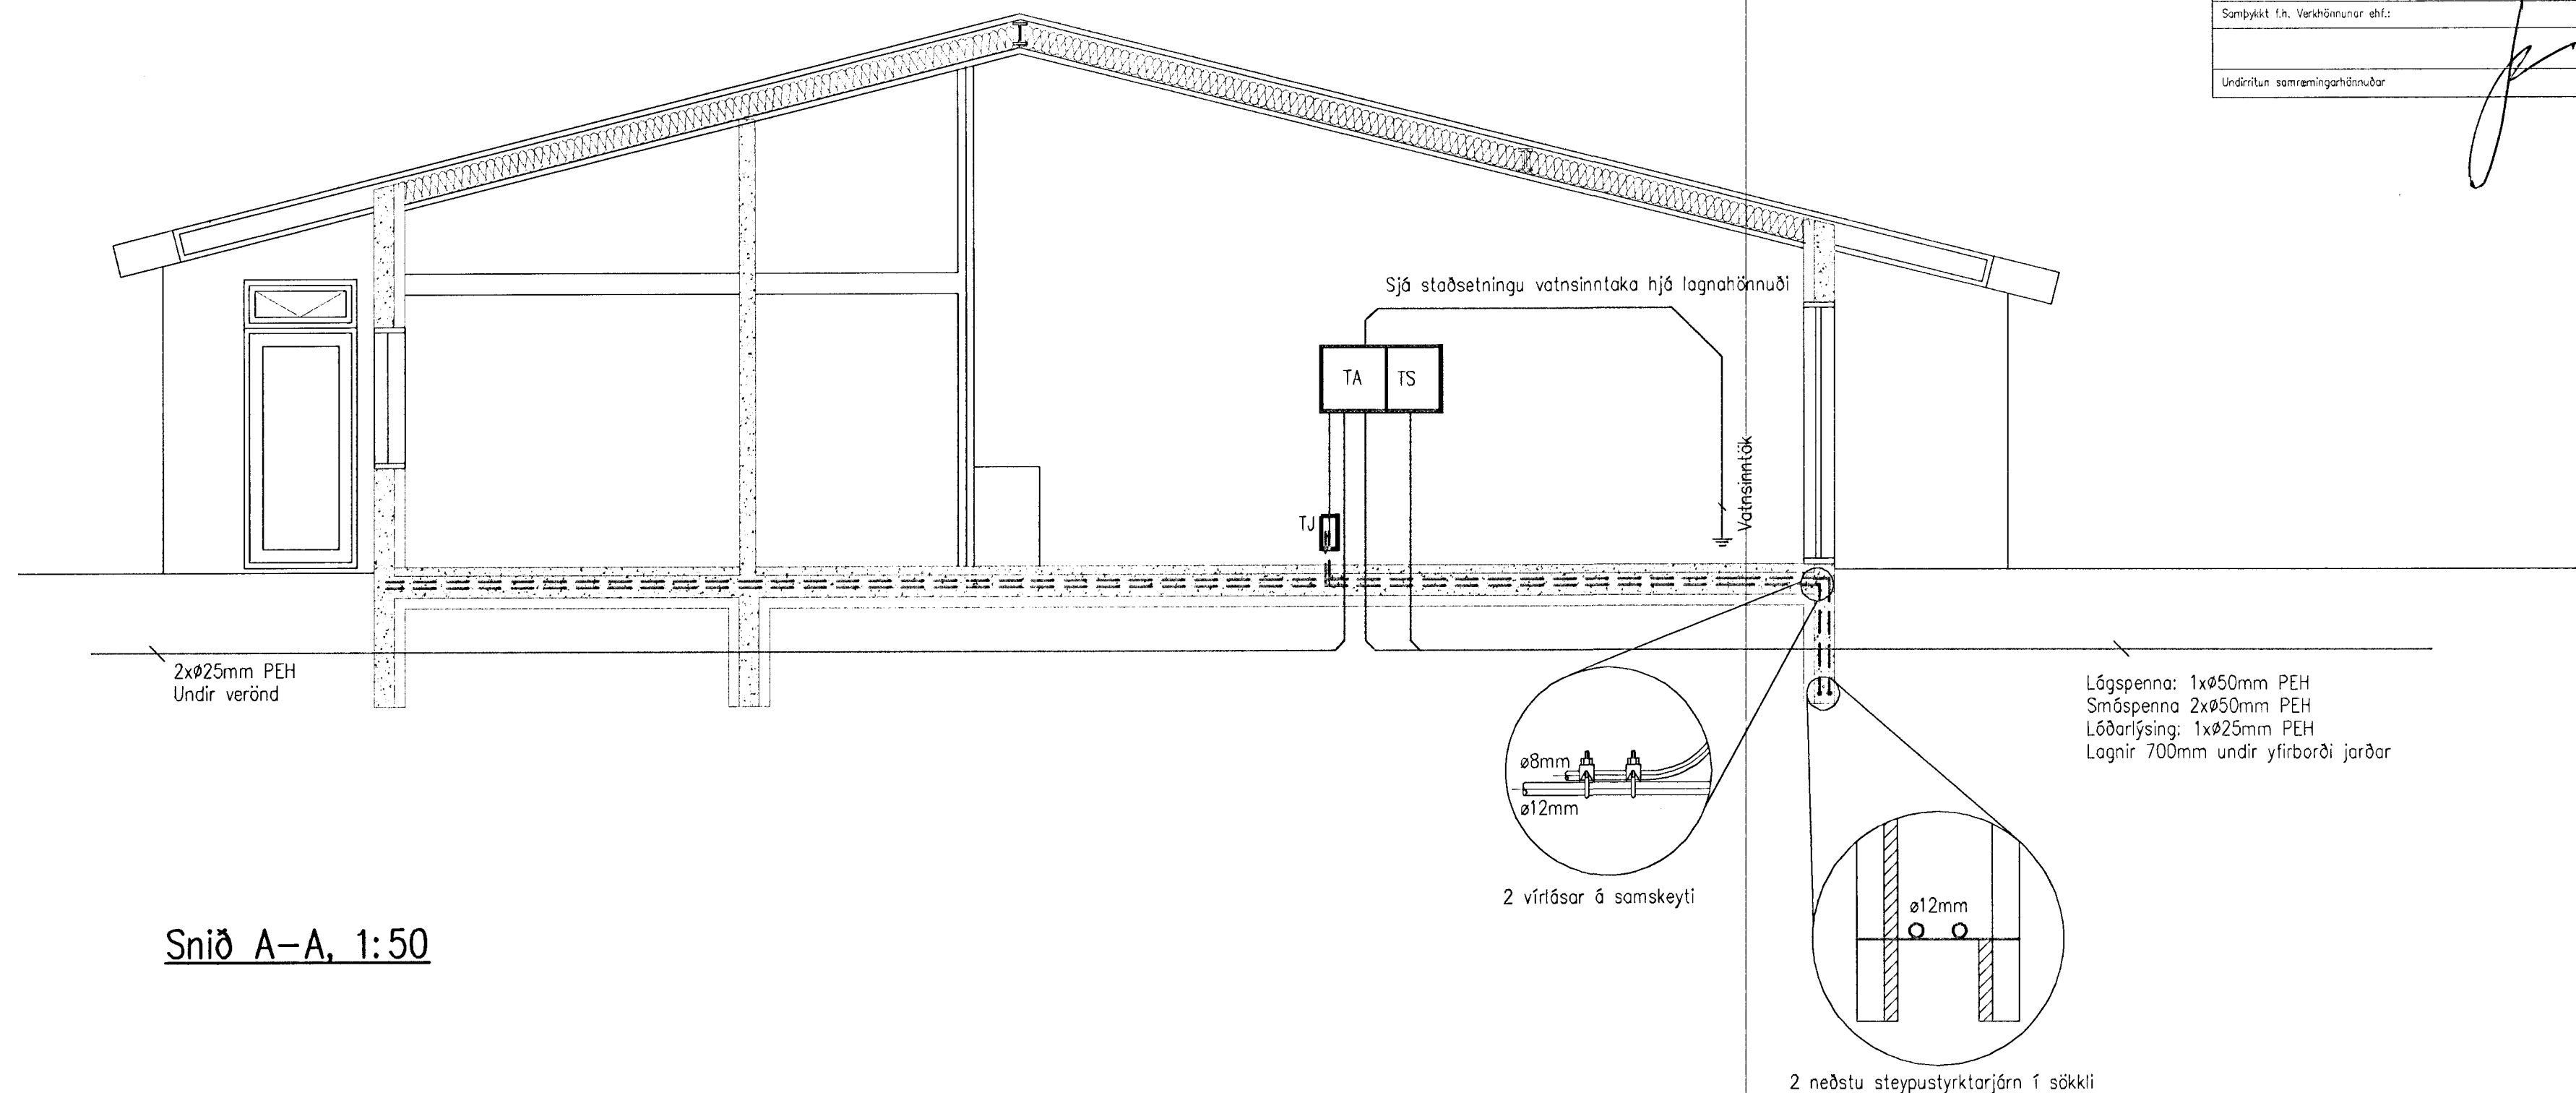 Samþykkt f.h. Verkhönnunar ehf.:
Undirritun samræmingarhönnuðar
Sjá staðsetningu vatnsinntaka hjá lagnahönnuði
TA TS
TJ
Vatnsinntök
2xø25mm PEH
Undir verönd
Lágspenna: 1xø50mm PEH
Smáspenna 2xø50mm PEH
Lóðarlýsing: 1xø25mm PEH
Lagnir 700mm undir yfirborði jarðar
ø8mm
ø12mm
2 vírlásar á samskeyti
ø12mm
2 neðstu steypustyrktarjárn í sökkli
Snið A-A, 1:50